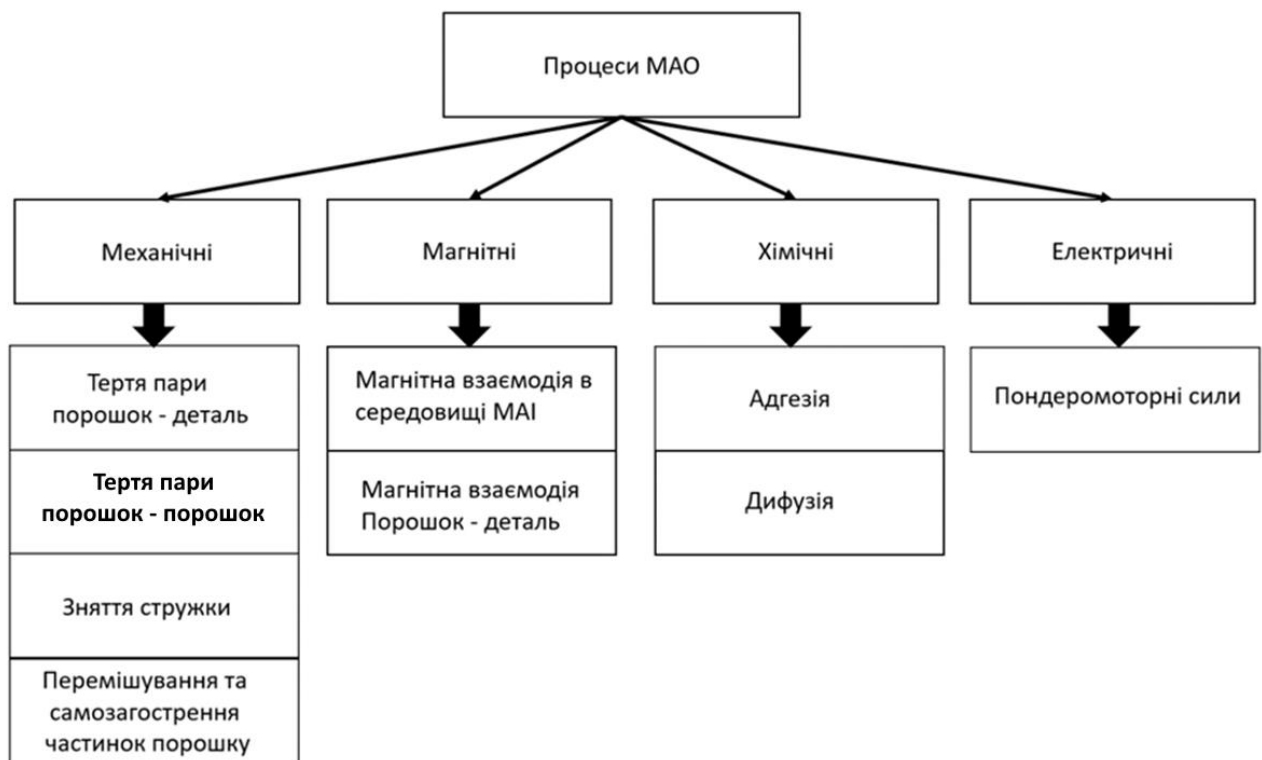 Процеси МАО
Механічні
Магнітні
Хімічні
Електричні
Тертя пари
порошок - деталь
Тертя пари
порошок - порошок
Зняття стружки
Перемішування та
самозагострення
частинок порошку
Магнітна взаємодія в
середовищі МАІ
Магнітна взаємодія
Порошок - деталь
Адгезія
Дифузія
Пондеромоторні сили